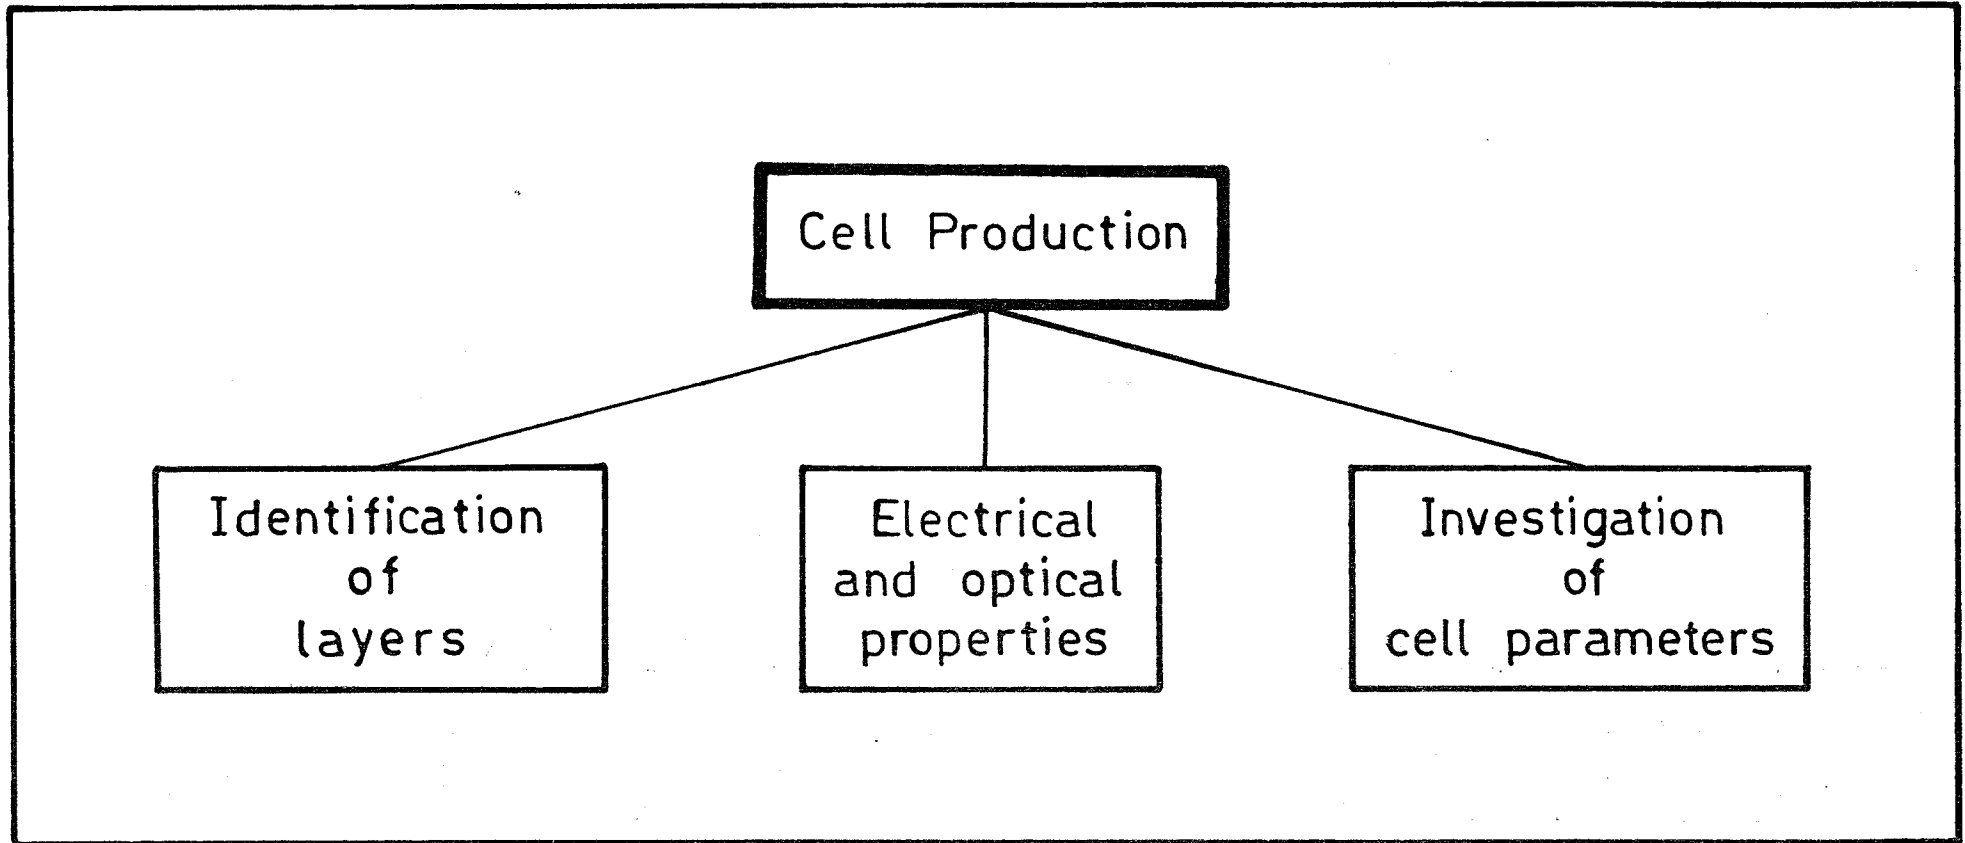 Cell Production
Identification
of
layers
Electrical
and optical
properties
Investigation
of
cell parameters